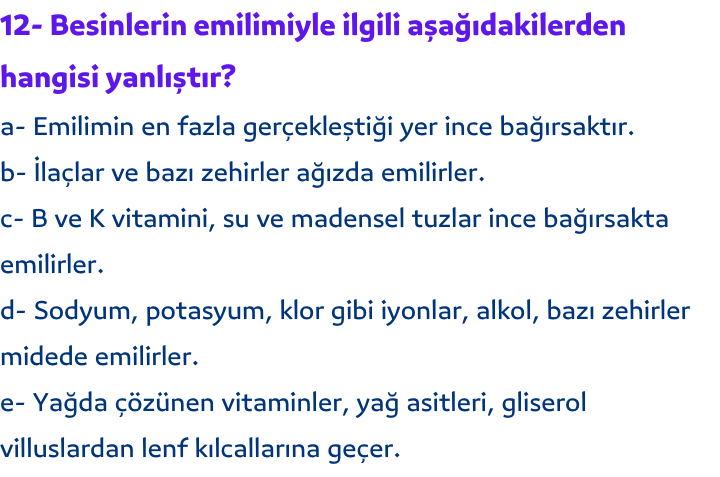 12- Besinlerin emilimiyle ilgili aşağıdakilerden
hangisi yanlıştır?
a- Emilimin en fazla gerçekleştiği yer ince bağırsaktır.
b- İlaçlar ve bazı zehirler ağızda emilirler.
c- B ve K vitamini, su ve madensel tuzlar ince bağırsakta
emilirler.
d- Sodyum, potasyum, klor gibi iyonlar, alkol, bazı zehirler
midede emilirler.
e- Yağda çözünen vitaminler, yağ asitleri, gliserol
villuslardan lenf kılcallarına geçer.